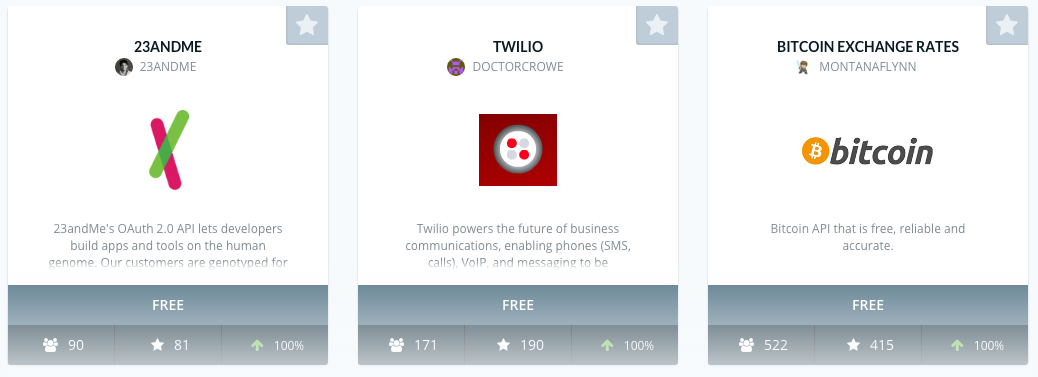 23ANDME
23ANDME
23andMe's OAuth 2.0 API lets developers
build apps and tools on the human
genome. Our customers are genotyped for
FREE
90 81 100%
TWILIO
DOCTORCROWE
Twilio powers the future of business
communications, enabling phones (SMS,
calls), VoIP, and messaging to be
FREE
171 190 100%
BITCOIN EXCHANGE RATES
MONTANAFLYNN
bitcoin
Bitcoin API that is free, reliable and
accurate.
FREE
522 415 100%